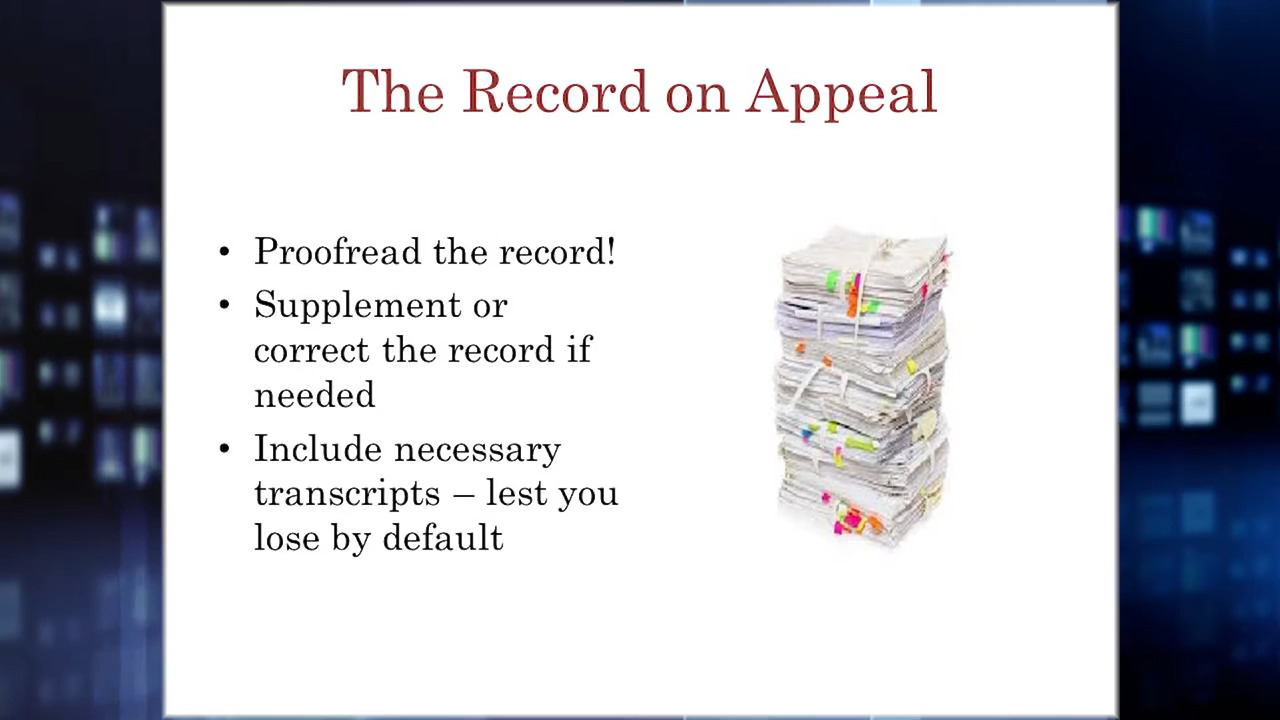 The Record on Appeal
• Proofread the record!
• Supplement or
correct the record if
needed
• Include necessary
transcripts – lest you
lose by default